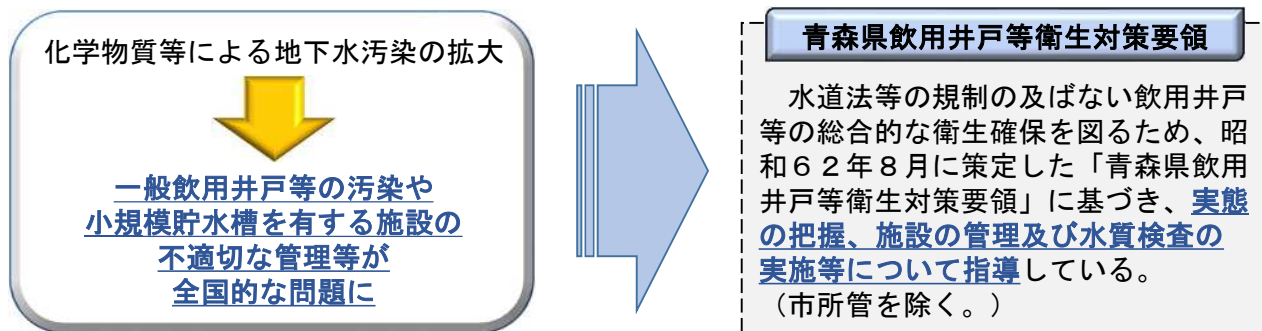 化学物質等による地下水汚染の拡大
一般飲用井戸等の汚染や
小規模貯水槽を有する施設の
不適切な管理等が
全国的な問題に
青森県飲用井戸等衛生対策要領
　水道法等の規制の及ばない飲用井戸
等の総合的な衛生確保を図るため、昭
和６２年８月に策定した「青森県飲用
井戸等衛生対策要領」に基づき、実態
の把握、施設の管理及び水質検査の
実施等について指導している。
（市所管を除く。）